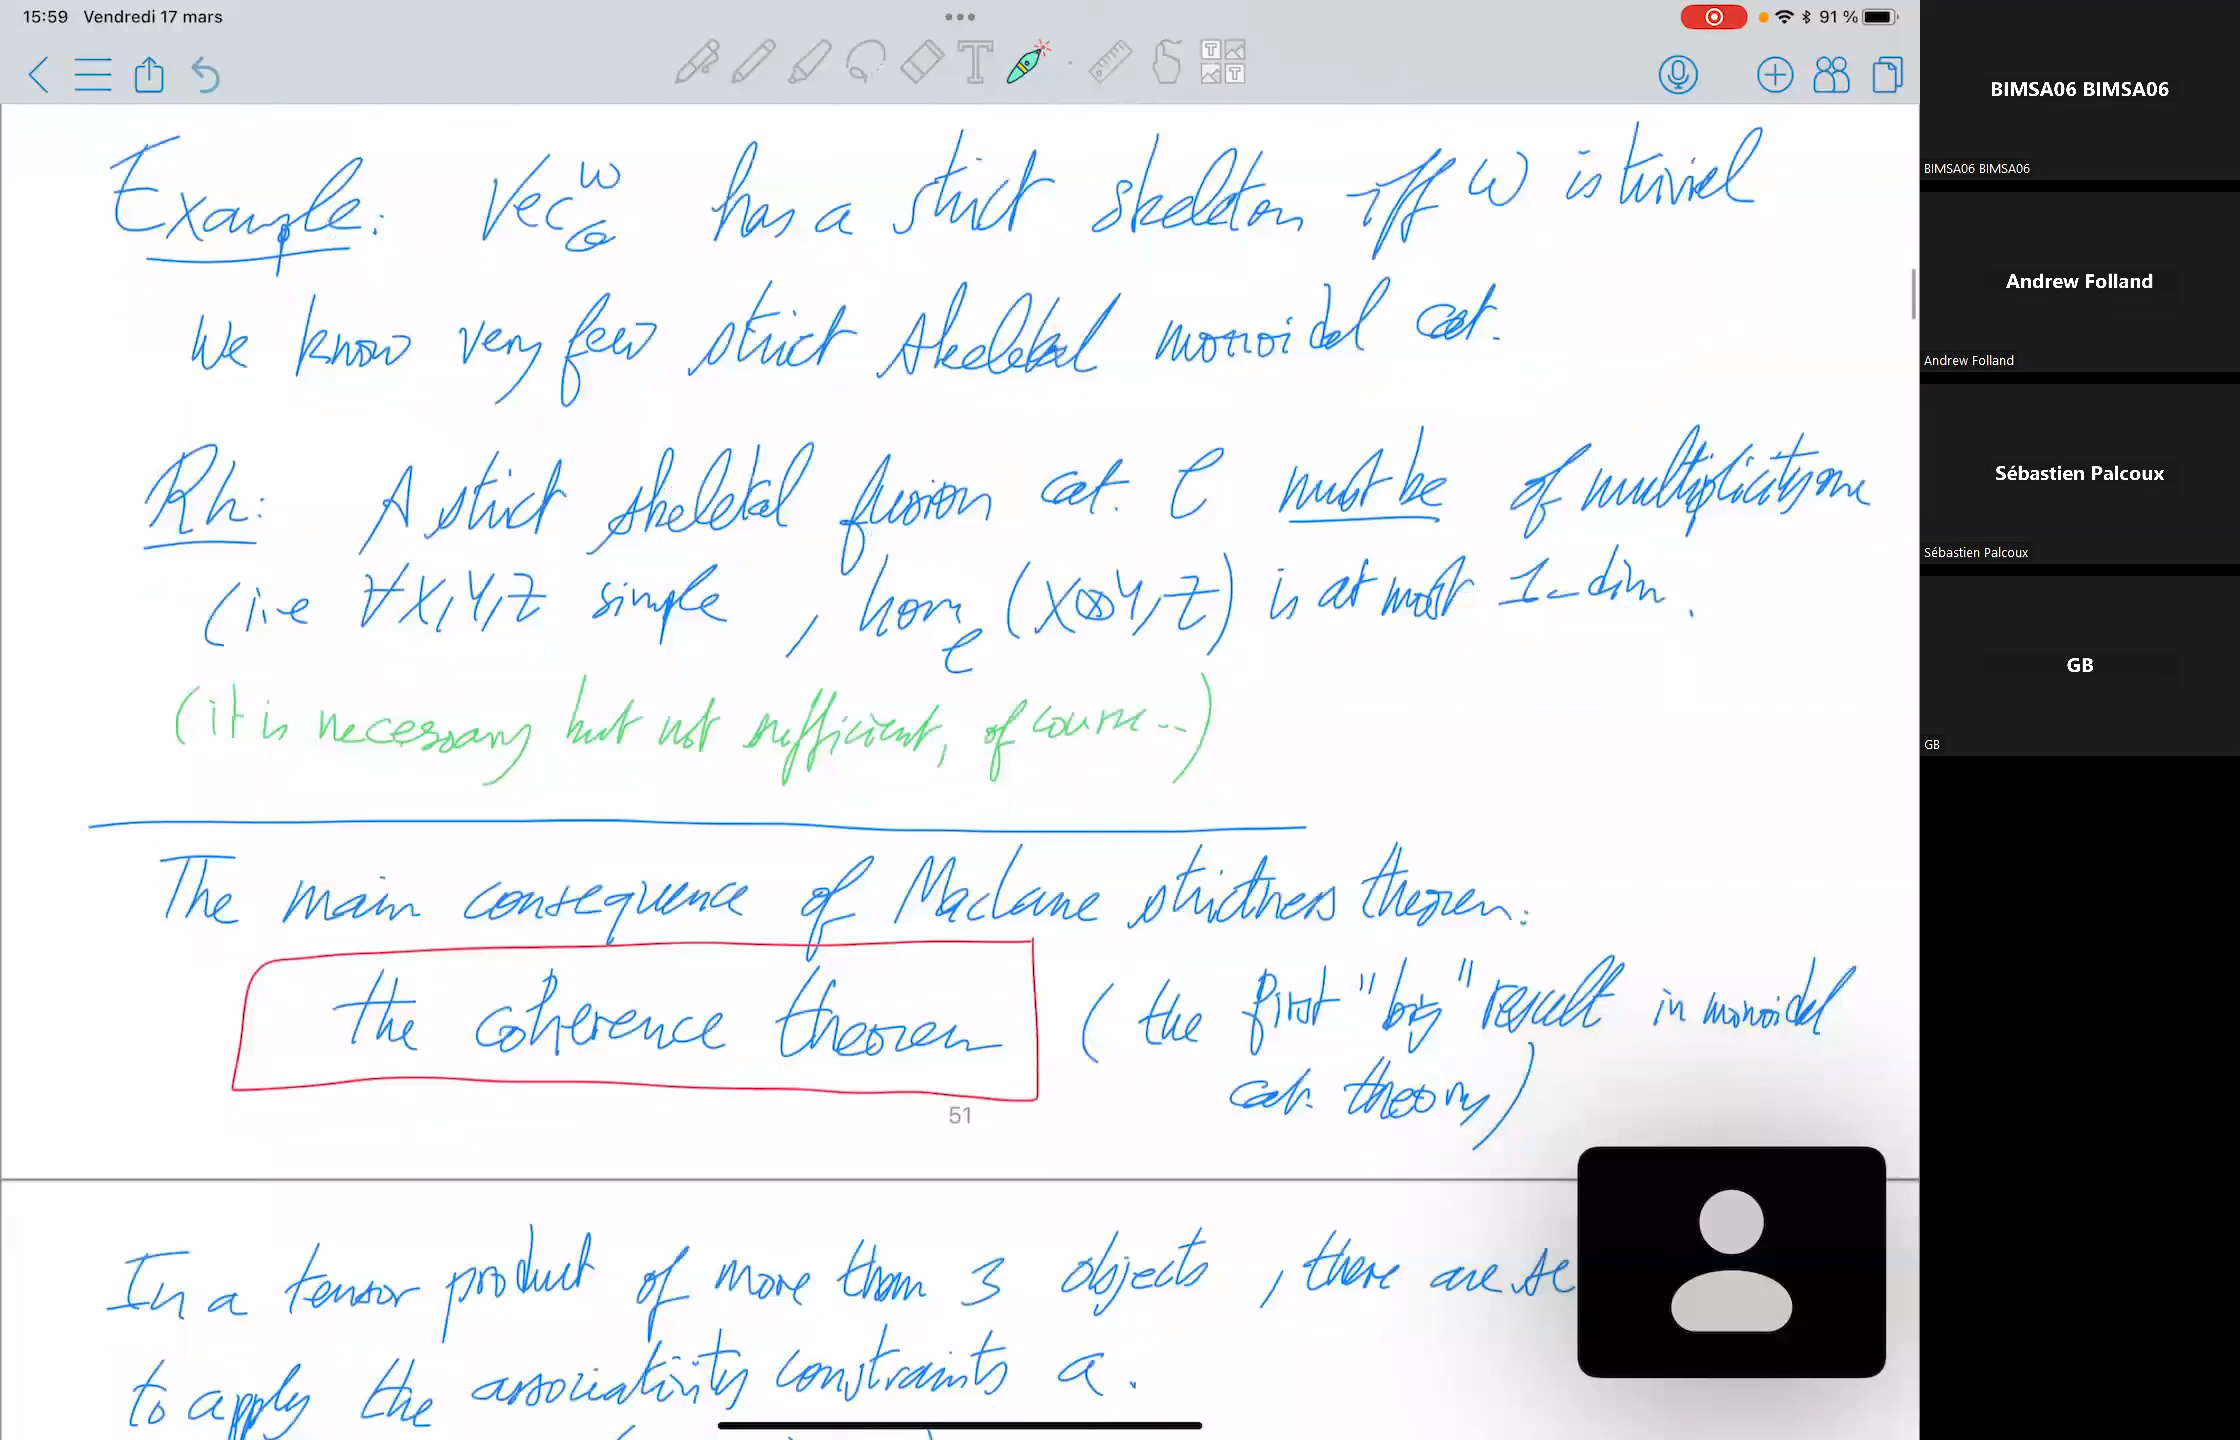 15:59 Vendredi 17 mars
91 %
Example: Vec_G^ω has a strict skeleton iff ω is trivial
We know very few strict skeletal monoidal cat.
Rk: A strict skeletal fusion cat. C must be of multiplicity one
(i.e ∀X,Y,Z simple, hom_C (X⊗Y,Z) is at most 1-dim.
(it is necessary but not sufficient, of course...)
The main consequence of MacLane strictness theorem:
the coherence theorem (the first "big" result in monoidal
cat. theory)
51
In a tensor product of more than 3 objects, there are se
to apply the associativity constraints a.
BIMSA06 BIMSA06
BIMSA06 BIMSA06
Andrew Folland
Andrew Folland
Sébastien Palcoux
Sébastien Palcoux
GB
GB